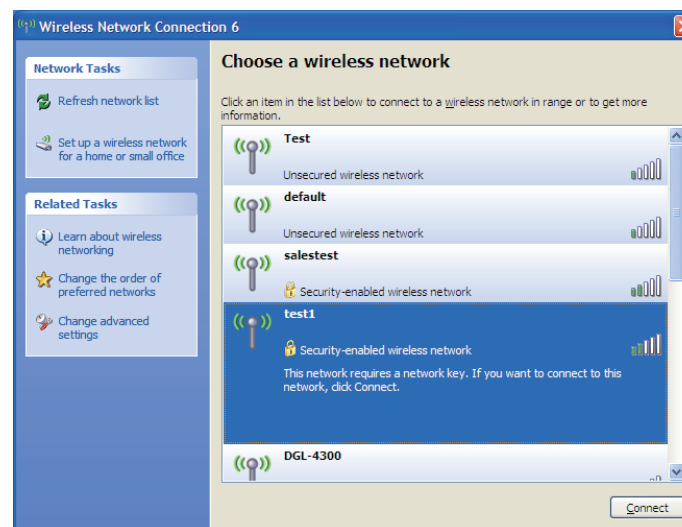 Wireless Network Connection 6
Network Tasks
Refresh network list
Set up a wireless network
for a home or small office
Related Tasks
Learn about wireless
networking
Change the order of
preferred networks
Change advanced
settings
Choose a wireless network
Click an item in the list below to connect to a wireless network in range or to get more
information.
Test
Unsecured wireless network
default
Unsecured wireless network
salestest
Security-enabled wireless network
test1
Security-enabled wireless network
This network requires a network key. If you want to connect to this
network, click Connect.
DGL-4300
Connect